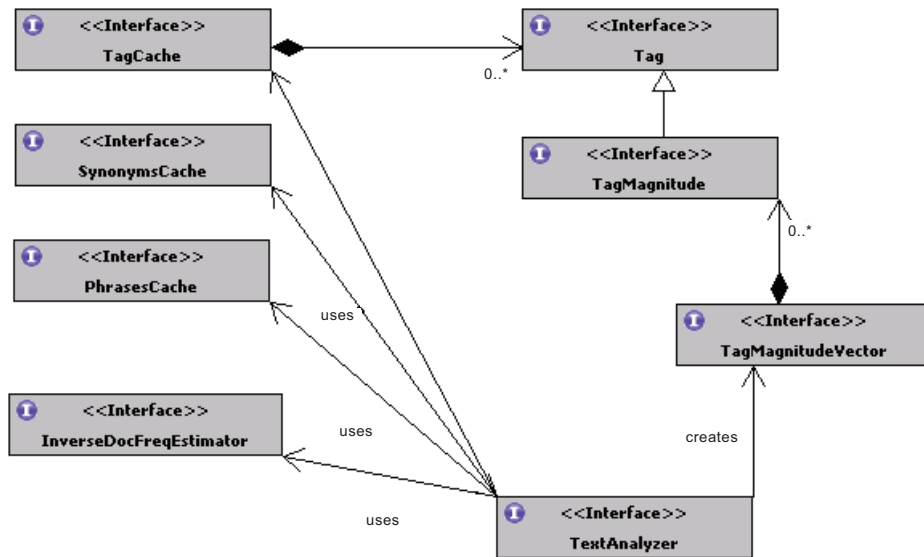 I <<Interface>>
TagCache
I <<Interface>>
Tag
0..*
I <<Interface>>
SynonymsCache
I <<Interface>>
TagMagnitude
0..*
I <<Interface>>
PhrasesCache
uses
I <<Interface>>
TagMagnitudeVector
I <<Interface>>
InverseDocFreqEstimator
uses
creates
uses
I <<Interface>>
TextAnalyzer